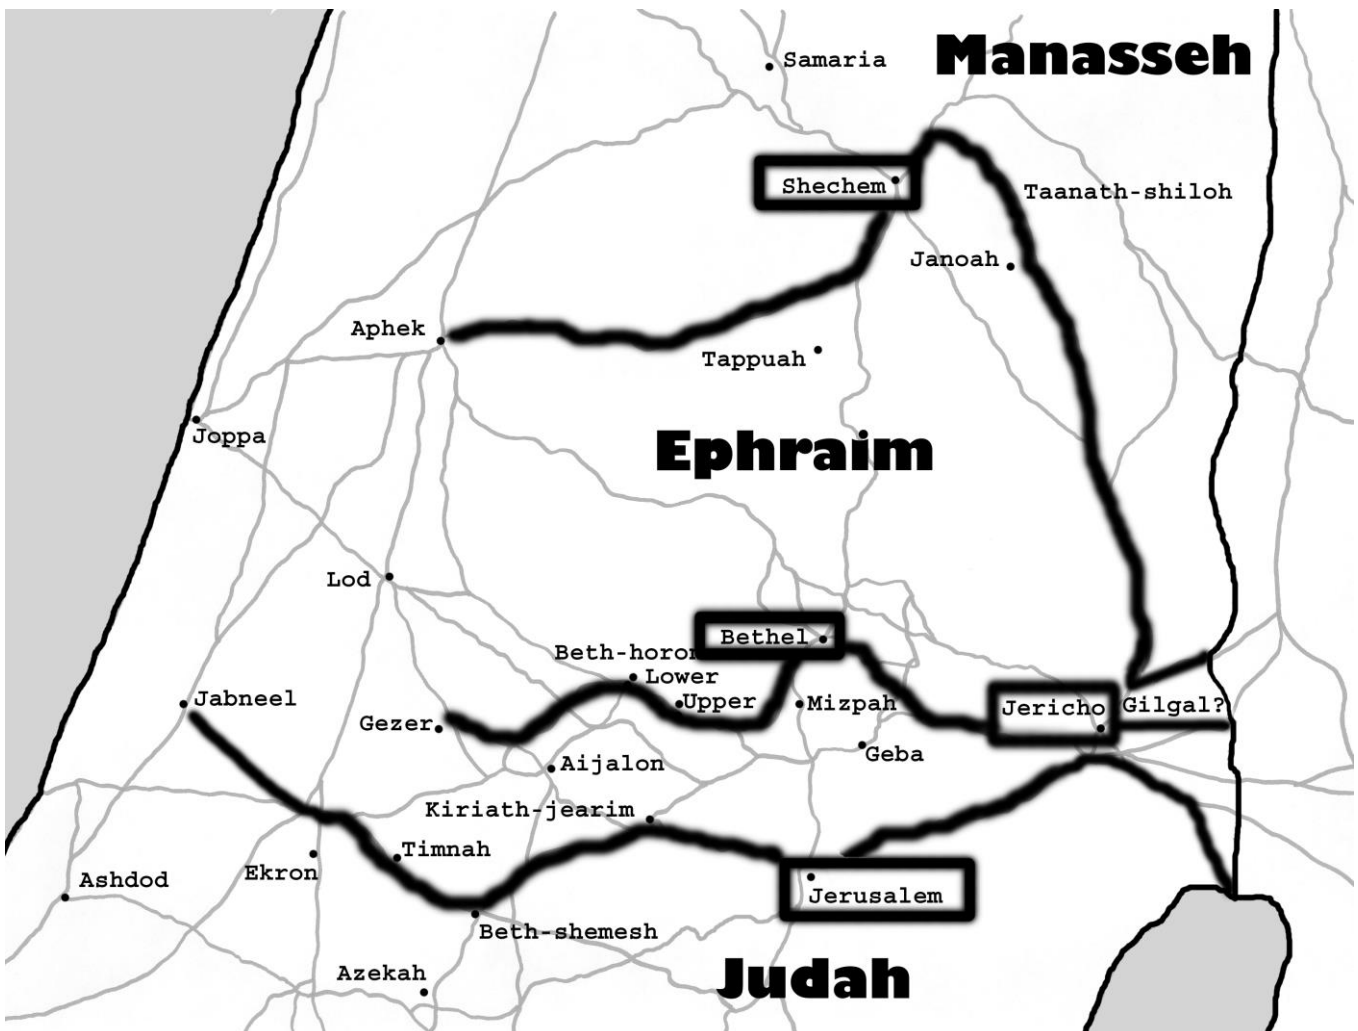 Manasseh
Samaria
Shechem
Taanath-shiloh
Janoah
Aphek
Tappuah
Joppa
Ephraim
Lod
Bethel
Beth-horon
Lower
Jabneel
Upper
Mizpah
Jericho
Gilgal?
Gezer
Geba
Aijalon
Kiriath-jearim
Timnah
Ekron
Ashdod
Jerusalem
Beth-shemesh
Azekah
Judah